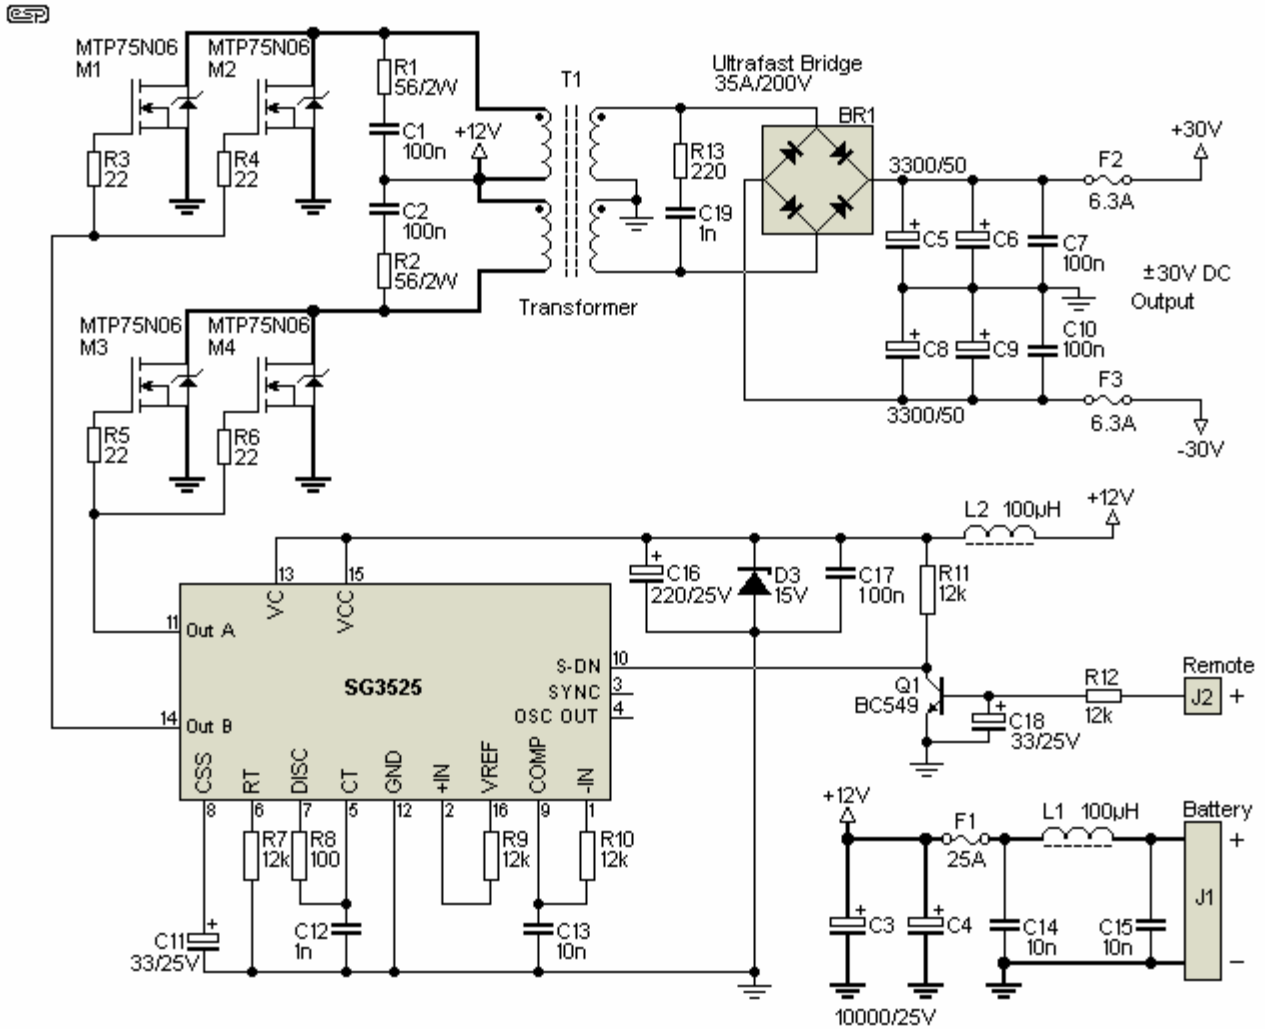 esp
MTP75N06
M1
MTP75N06
M2
R1
56/2W
C1
100n
+12V
T1
Ultrafast Bridge
35A/200V
BR1
R3
22
R4
22
C2
100n
R2
56/2W
R13
220
C19
1n
3300/50
F2
6.3A
+30V
C5
C6
C7
100n
±30V DC
Output
Transformer
MTP75N06
M3
MTP75N06
M4
C8
C9
C10
100n
F3
6.3A
3300/50
-30V
R5
22
R6
22
L2 100µH
+12V
13
15
VC
VCC
C16
220/25V
D3
15V
C17
100n
R11
12k
11
Out A
SG3525
S-DN
10
SYNC
3
OSC OUT
4
14
Out B
Q1
BC549
C18
33/25V
R12
12k
Remote
J2
+
CSS
RT
DISC
CT
GND
+IN
VREF
COMP
-IN
8
6
7
5
12
2
16
9
1
R7
12k
R8
100
R9
12k
R10
12k
C11
33/25V
C12
1n
C13
10n
+12V
F1
25A
L1 100µH
Battery
+
C3
C4
C14
10n
C15
10n
J1
–
10000/25V